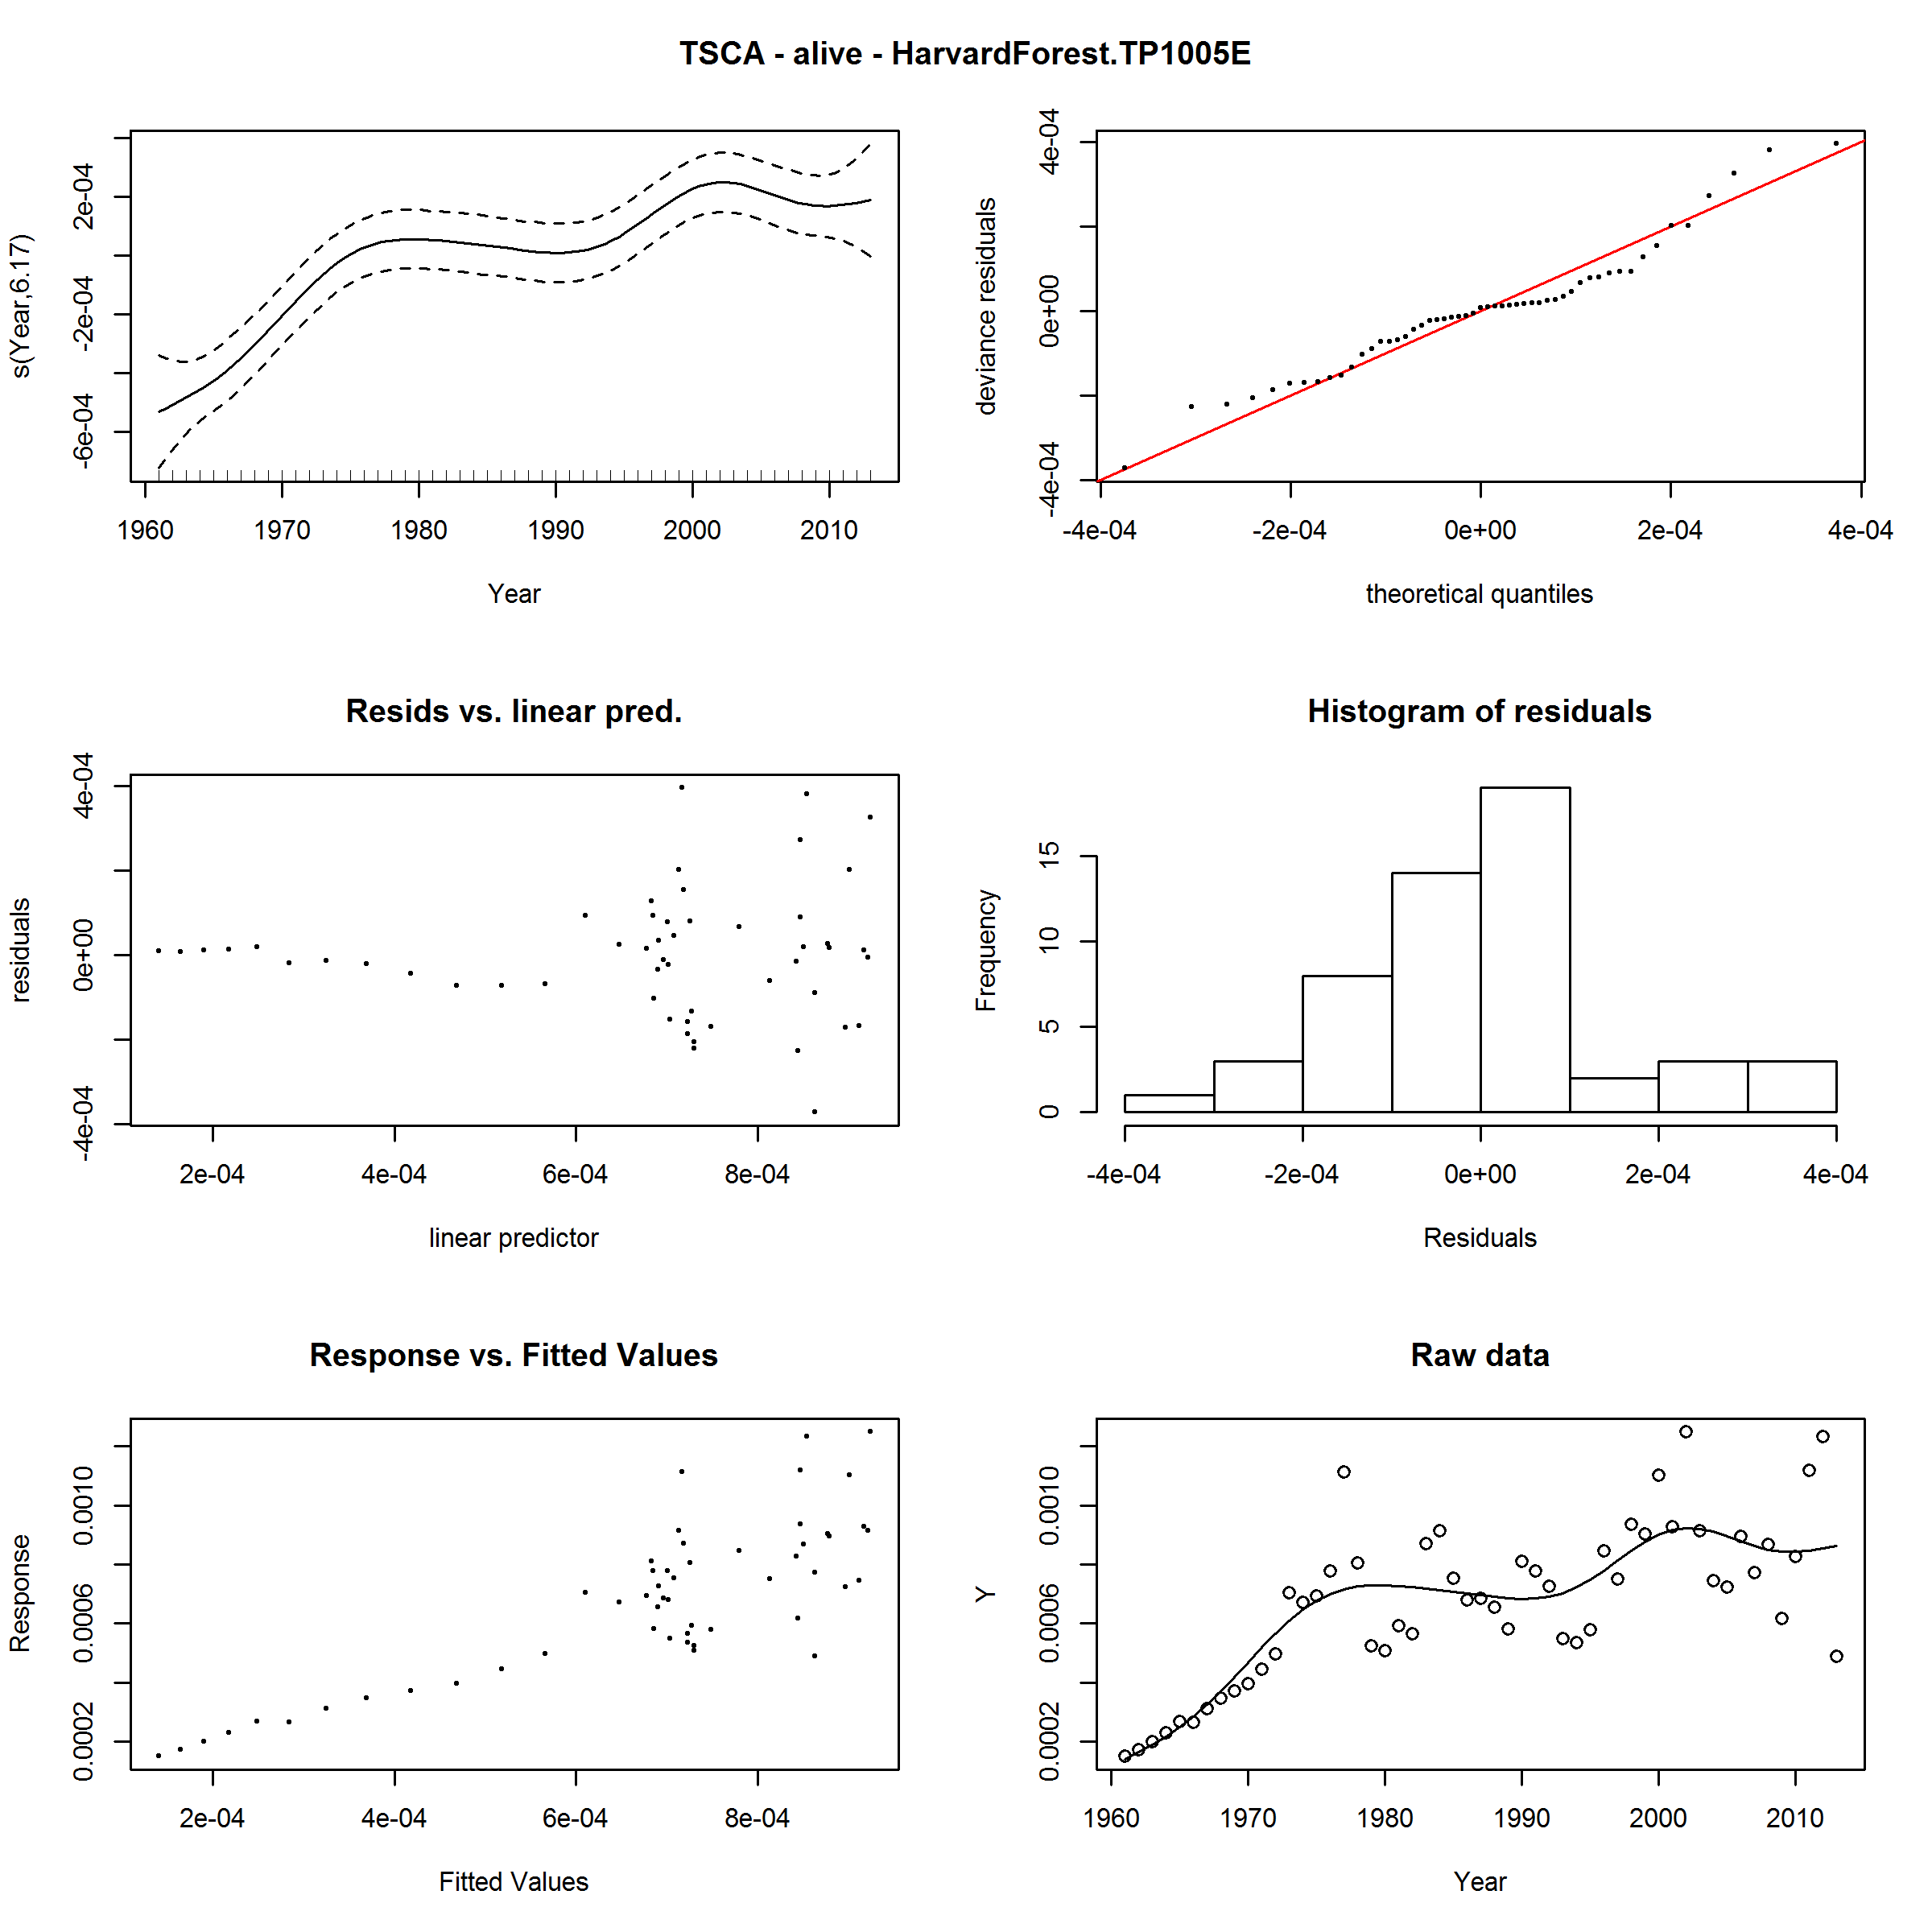 TSCA - alive - HarvardForest.TP1005E
s(Year,6.17)
-6e-04
-2e-04
2e-04
1960 1970 1980 1990 2000 2010
Year
deviance residuals
-4e-04
0e+00
4e-04
-4e-04 -2e-04 0e+00 2e-04 4e-04
theoretical quantiles
Resids vs. linear pred.
residuals
-4e-04
0e+00
4e-04
2e-04 4e-04 6e-04 8e-04
linear predictor
Histogram of residuals
Frequency
0
5
10
15
-4e-04 -2e-04 0e+00 2e-04 4e-04
Residuals
Response vs. Fitted Values
Response
0.0002
0.0006
0.0010
2e-04 4e-04 6e-04 8e-04
Fitted Values
Raw data
Y
0.0002
0.0006
0.0010
1960 1970 1980 1990 2000 2010
Year